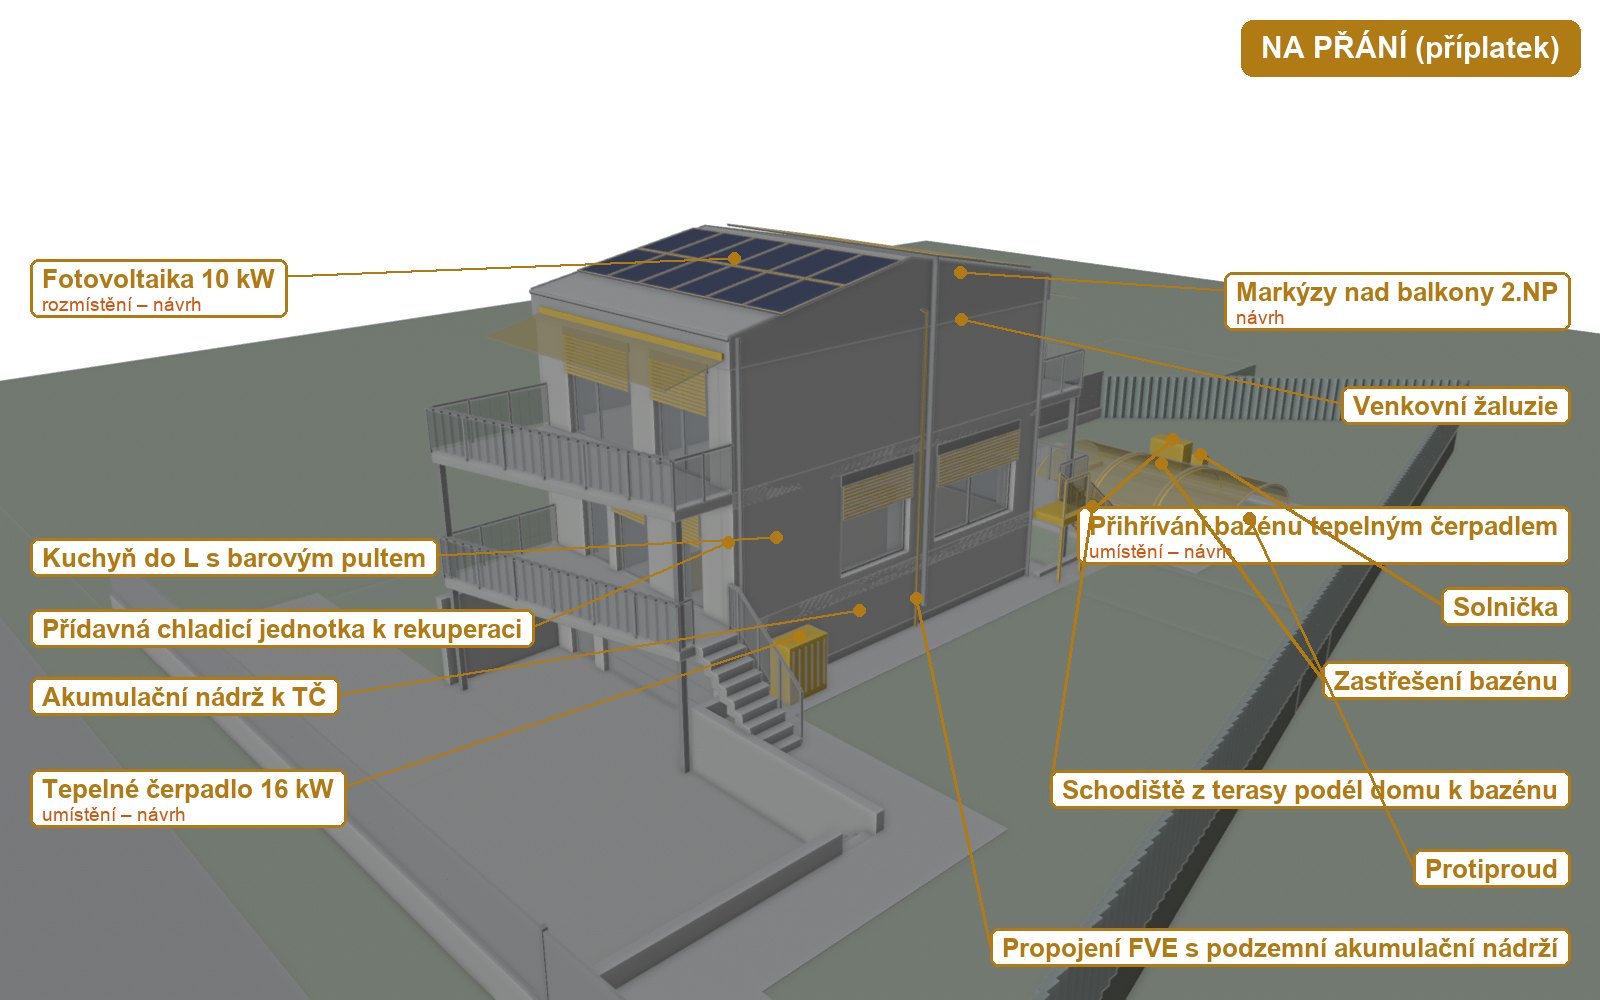 NA PŘÁNÍ (příplatek)
Fotovoltaika 10 kW
rozmístění – návrh
Markýzy nad balkony 2.NP
návrh
Venkovní žaluzie
Přihřívání bazénu tepelným čerpadlem
umístění – návrh
Kuchyň do L s barovým pultem
Solnička
Přídavná chladicí jednotka k rekuperaci
Zastřešení bazénu
Akumulační nádrž k TČ
Tepelné čerpadlo 16 kW
umístění – návrh
Schodiště z terasy podél domu k bazénu
Protiproud
Propojení FVE s podzemní akumulační nádrží